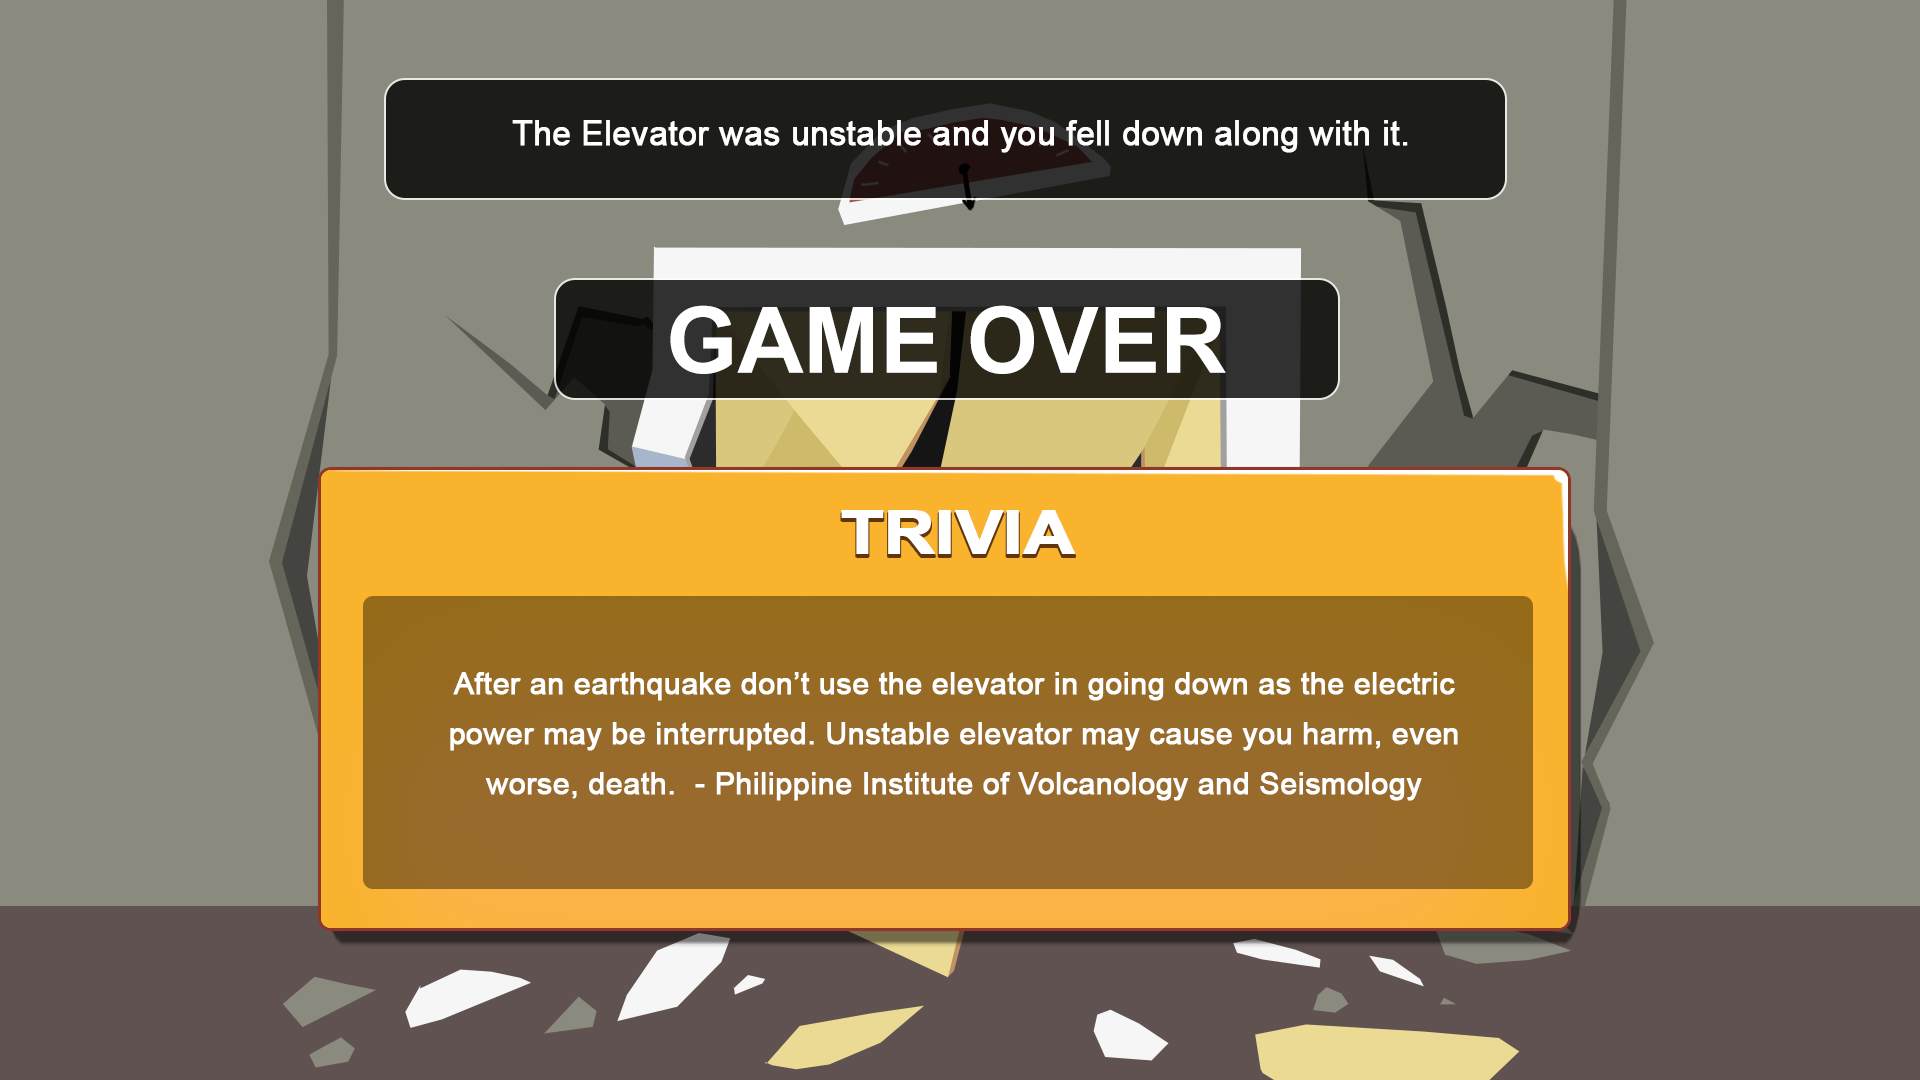 The Elevator was unstable and you fell down along with it.
GAME OVER
TRIVIA
After an earthquake don’t use the elevator in going down as the electric
power may be interrupted. Unstable elevator may cause you harm, even
worse, death.  - Philippine Institute of Volcanology and Seismology